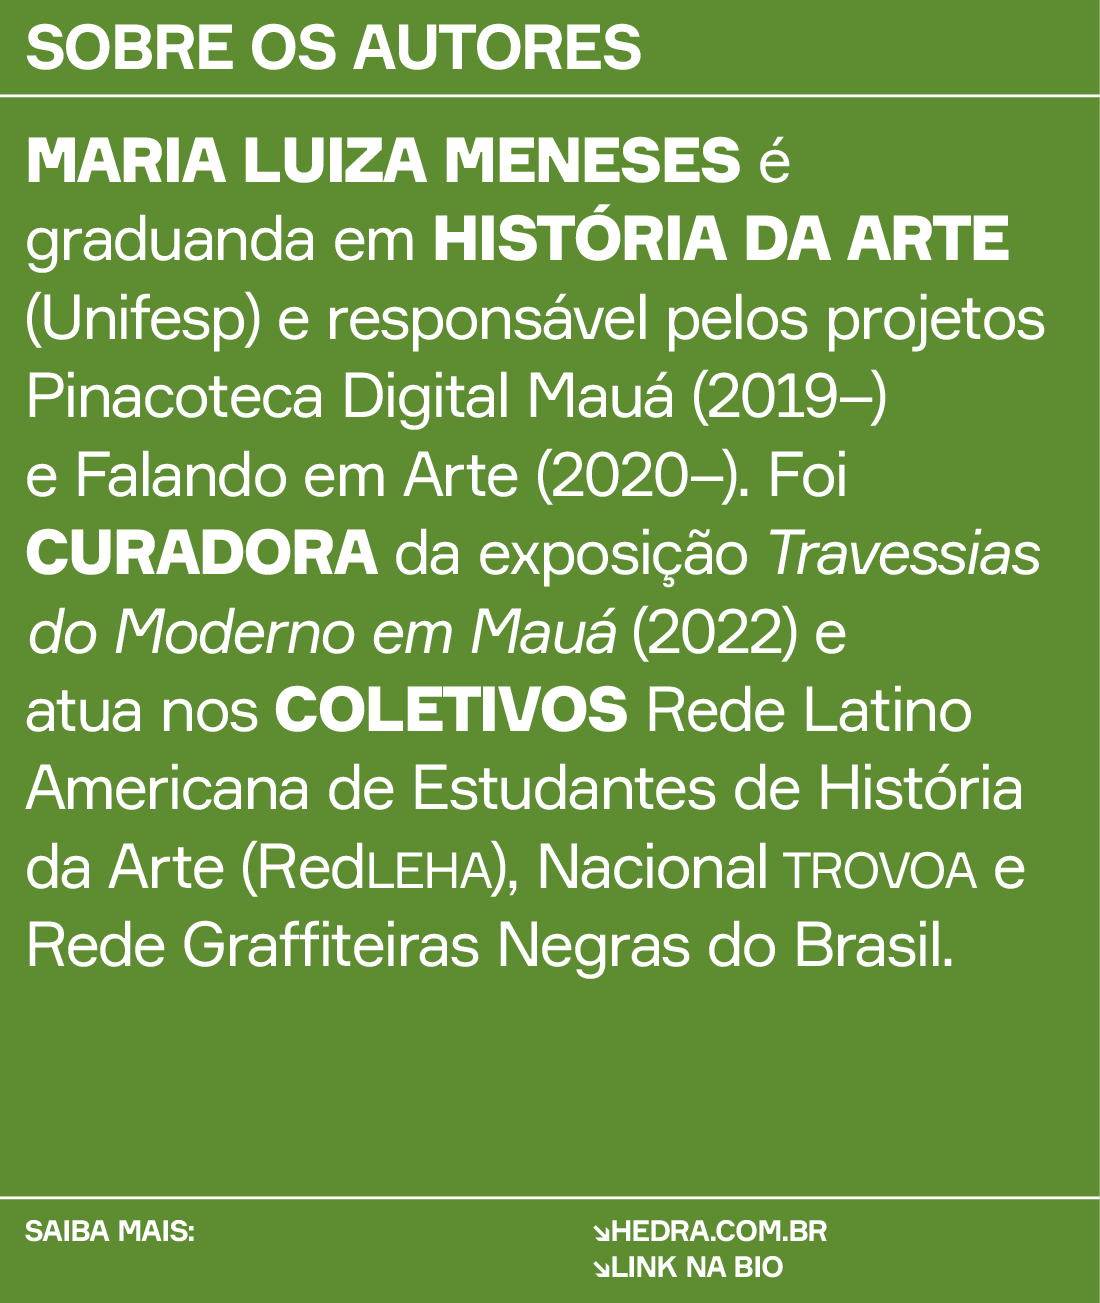 SOBRE OS AUTORES
MARIA LUIZA MENESES é
graduanda em HISTÓRIA DA ARTE
(Unifesp) e responsável pelos projetos
Pinacoteca Digital Mauá (2019–)
e Falando em Arte (2020–). Foi
CURADORA da exposição Travessias
do Moderno em Mauá (2022) e
atua nos COLETIVOS Rede Latino
Americana de Estudantes de História
da Arte (RedLEHA), Nacional TROVOA e
Rede Graffiteiras Negras do Brasil.
SAIBA MAIS:
↘HEDRA.COM.BR
↘LINK NA BIO